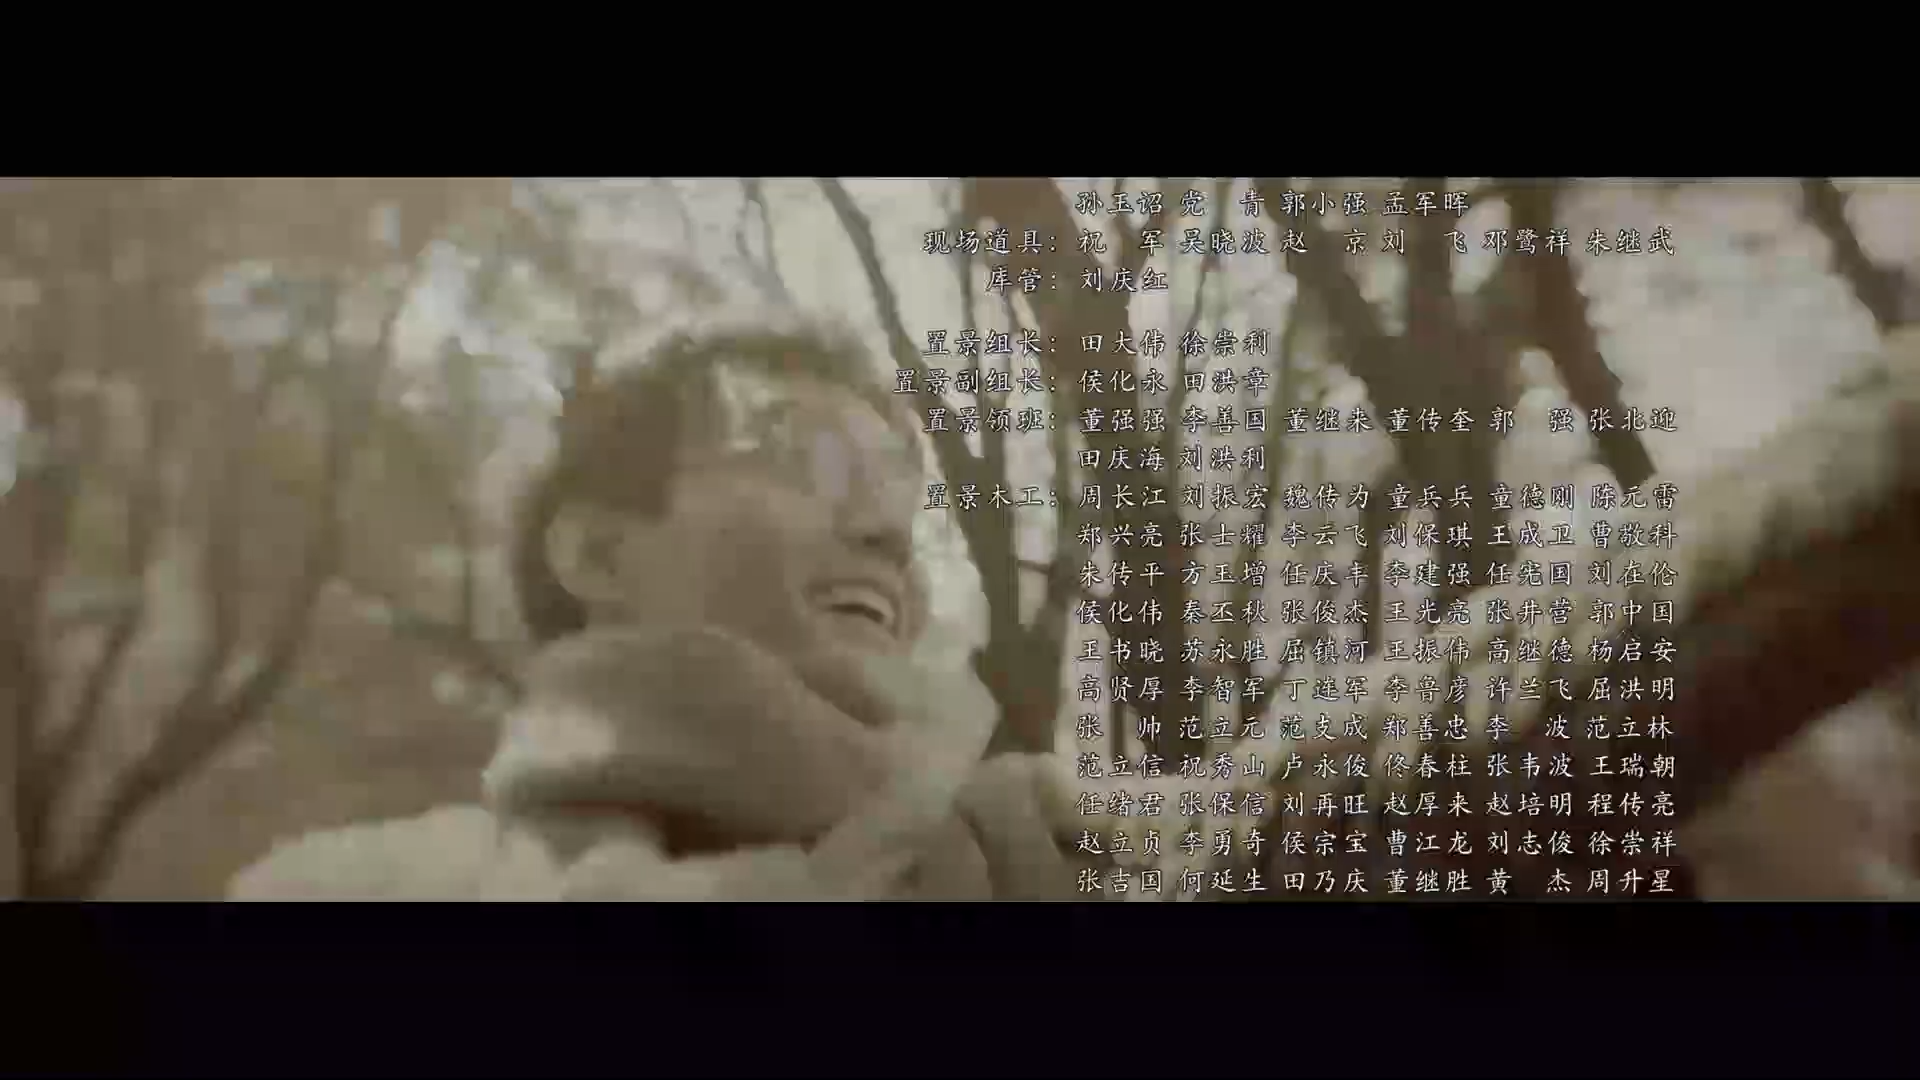 孙玉诏 党　青 郭小强 孟军晖
现场道具： 祝　军 吴晓波 赵　京 刘　飞 邓鹭祥 朱继武
库管： 刘庆红
置景组长： 田大伟 徐崇利
置景副组长： 侯化永 田洪章
置景领班： 董强强 李善国 董继来 董传奎 郭　强 张北迎
田庆海 刘洪利
置景木工： 周长江 刘振宏 魏传为 童兵兵 童德刚 陈元雷
郑兴亮 张士耀 李云飞 刘保琪 王成卫 曹敬科
朱传平 方玉增 任庆丰 李建强 任宪国 刘在伦
侯化伟 秦丕秋 张俊杰 王光亮 张井营 郭中国
王书晓 苏永胜 屈镇河 王振伟 高继德 杨启安
高贤厚 李智军 丁连军 李鲁彦 许兰飞 屈洪明
张　帅 范立元 范支成 郑善忠 李　波 范立林
范立信 祝秀山 卢永俊 佟春柱 张韦波 王瑞朝
任绪君 张保信 刘再旺 赵厚来 赵培明 程传亮
赵立贞 李勇奇 侯宗宝 曹江龙 刘志俊 徐崇祥
张吉国 何延生 田乃庆 董继胜 黄　杰 周升星